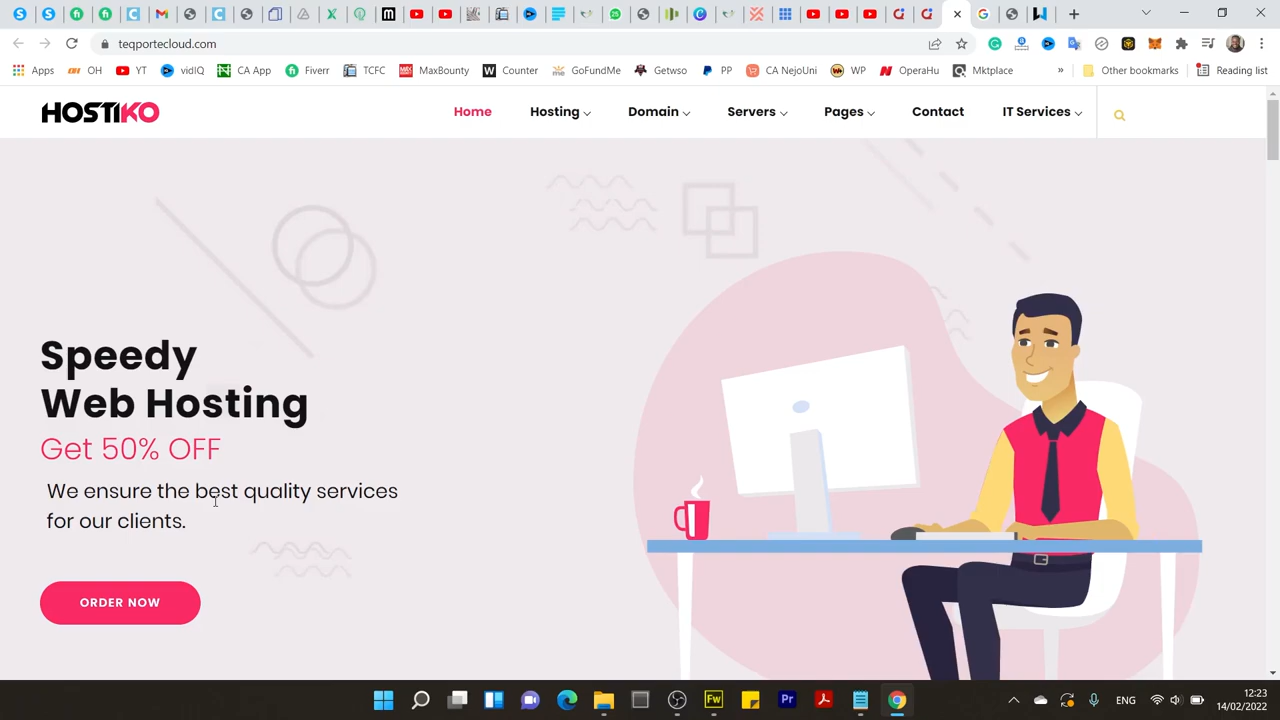 teqportecloud.com
Apps OH YT vidIQ CA App Fiverr TCFC MaxBounty Counter GoFundMe Getwso PP CA NejoUni WP OperaHu Mktplace » Other bookmarks Reading list
HOSTIKO Home Hosting Domain Servers Pages Contact IT Services
Speedy
Web Hosting
Get 50% OFF
We ensure the best quality services
for our clients.
ORDER NOW
ENG 12:23
14/02/2022